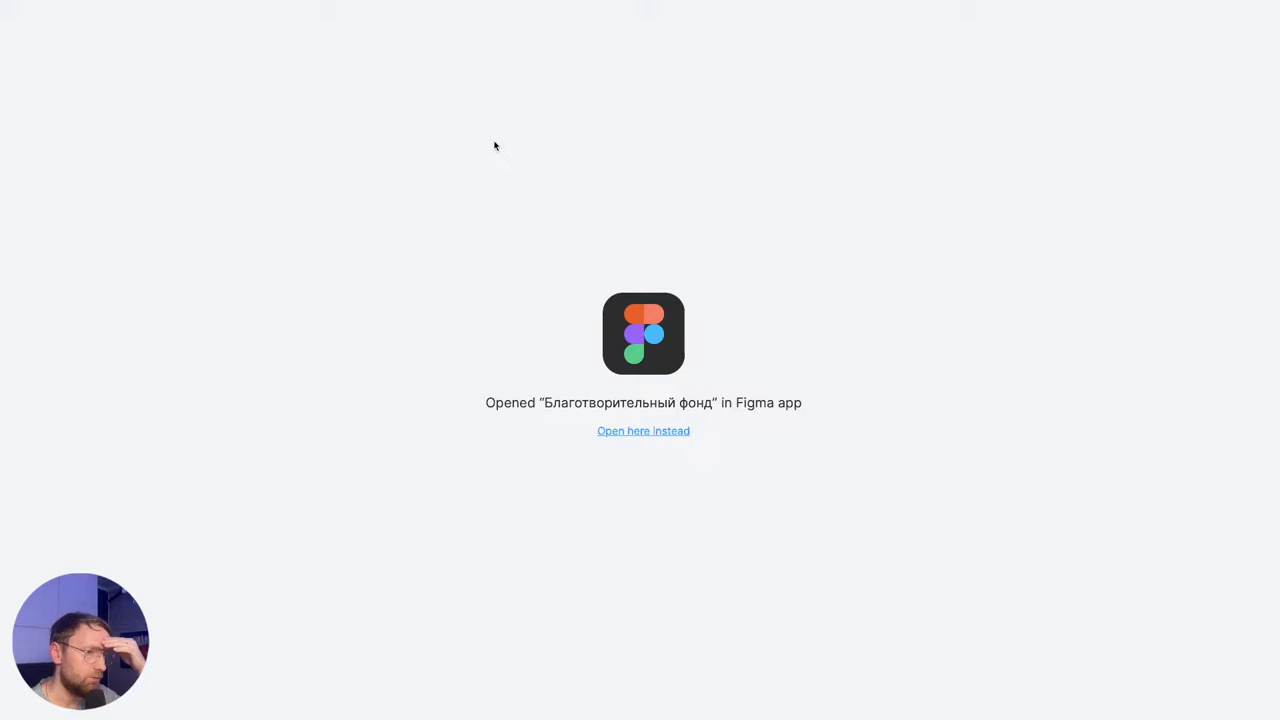 Opened “Благотворительный фонд” in Figma app
Open here instead